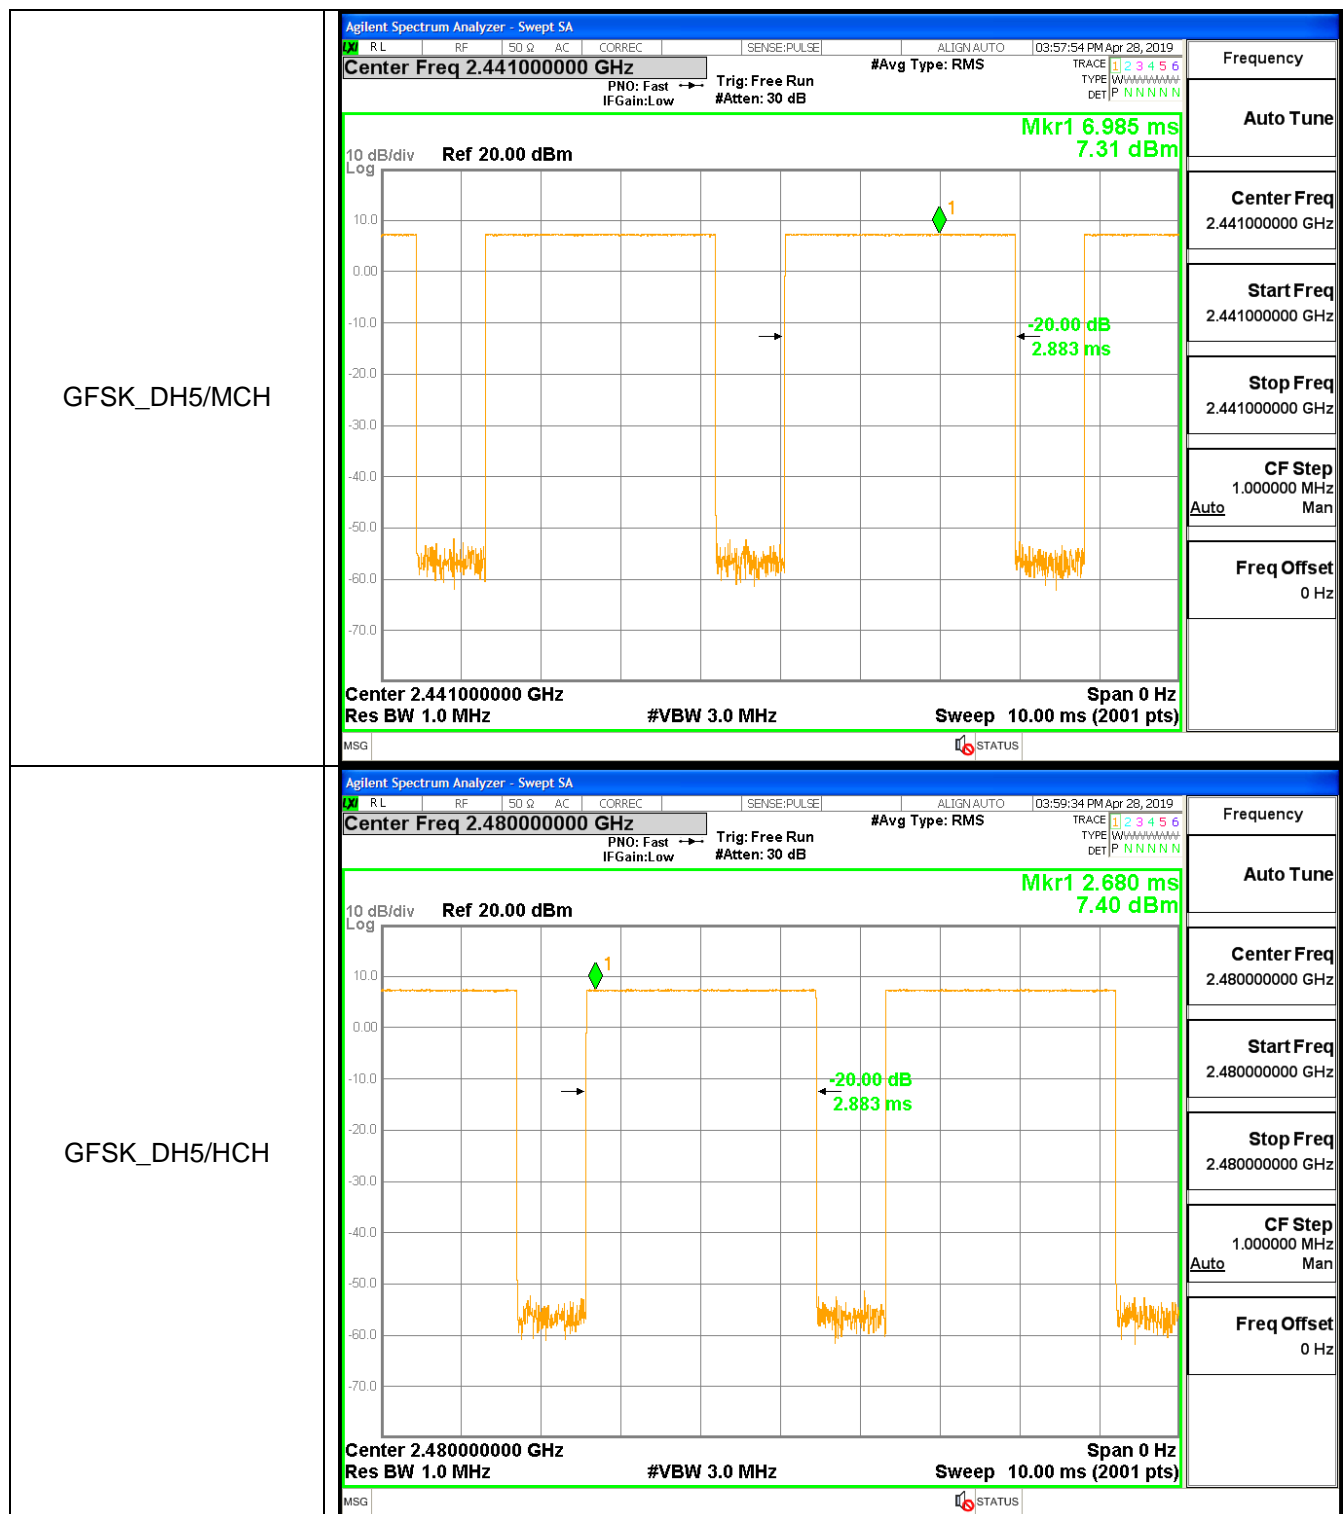 GFSK_DH5/MCH
Agilent Spectrum Analyzer - Swept SA
LXI RL RF 50 Ω AC CORREC SENSE:PULSE ALIGN AUTO 03:57:54 PM Apr 28, 2019
Center Freq 2.441000000 GHz
#Avg Type: RMS
TRACE 1 2 3 4 5 6
PNO: Fast
Trig: Free Run
TYPE
IFGain:Low
#Atten: 30 dB
DET P N N N N N
Mkr1 6.985 ms
7.31 dBm
10 dB/div Ref 20.00 dBm
Log
10.0
0.00
-10.0
-20.0
-30.0
-40.0
-50.0
-60.0
-70.0
1
-20.00 dB
2.883 ms
Center 2.441000000 GHz Span 0 Hz
Res BW 1.0 MHz #VBW 3.0 MHz Sweep 10.00 ms (2001 pts)
MSG STATUS
Frequency
Auto Tune
Center Freq
2.441000000 GHz
Start Freq
2.441000000 GHz
Stop Freq
2.441000000 GHz
CF Step
1.000000 MHz
Auto Man
Freq Offset
0 Hz
GFSK_DH5/HCH
Agilent Spectrum Analyzer - Swept SA
LXI RL RF 50 Ω AC CORREC SENSE:PULSE ALIGN AUTO 03:59:34 PM Apr 28, 2019
Center Freq 2.480000000 GHz
#Avg Type: RMS
TRACE 1 2 3 4 5 6
PNO: Fast
Trig: Free Run
TYPE
IFGain:Low
#Atten: 30 dB
DET P N N N N N
Mkr1 2.680 ms
7.40 dBm
10 dB/div Ref 20.00 dBm
Log
10.0
0.00
-10.0
-20.0
-30.0
-40.0
-50.0
-60.0
-70.0
1
-20.00 dB
2.883 ms
Center 2.480000000 GHz Span 0 Hz
Res BW 1.0 MHz #VBW 3.0 MHz Sweep 10.00 ms (2001 pts)
MSG STATUS
Frequency
Auto Tune
Center Freq
2.480000000 GHz
Start Freq
2.480000000 GHz
Stop Freq
2.480000000 GHz
CF Step
1.000000 MHz
Auto Man
Freq Offset
0 Hz